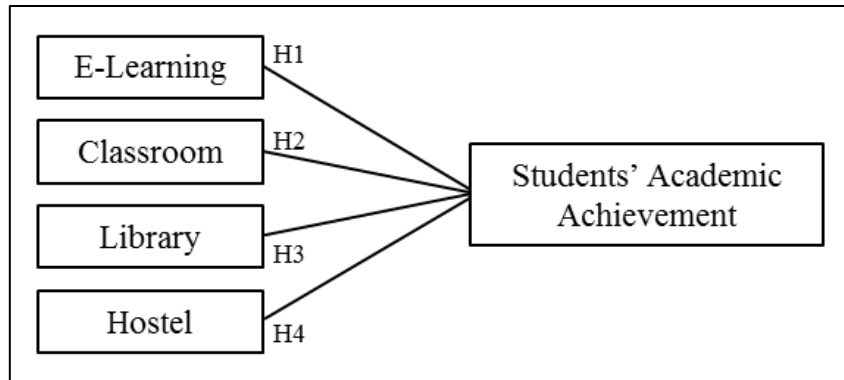 E-Learning
H1
Classroom
H2
Library
H3
Hostel
H4
Students’ Academic
Achievement